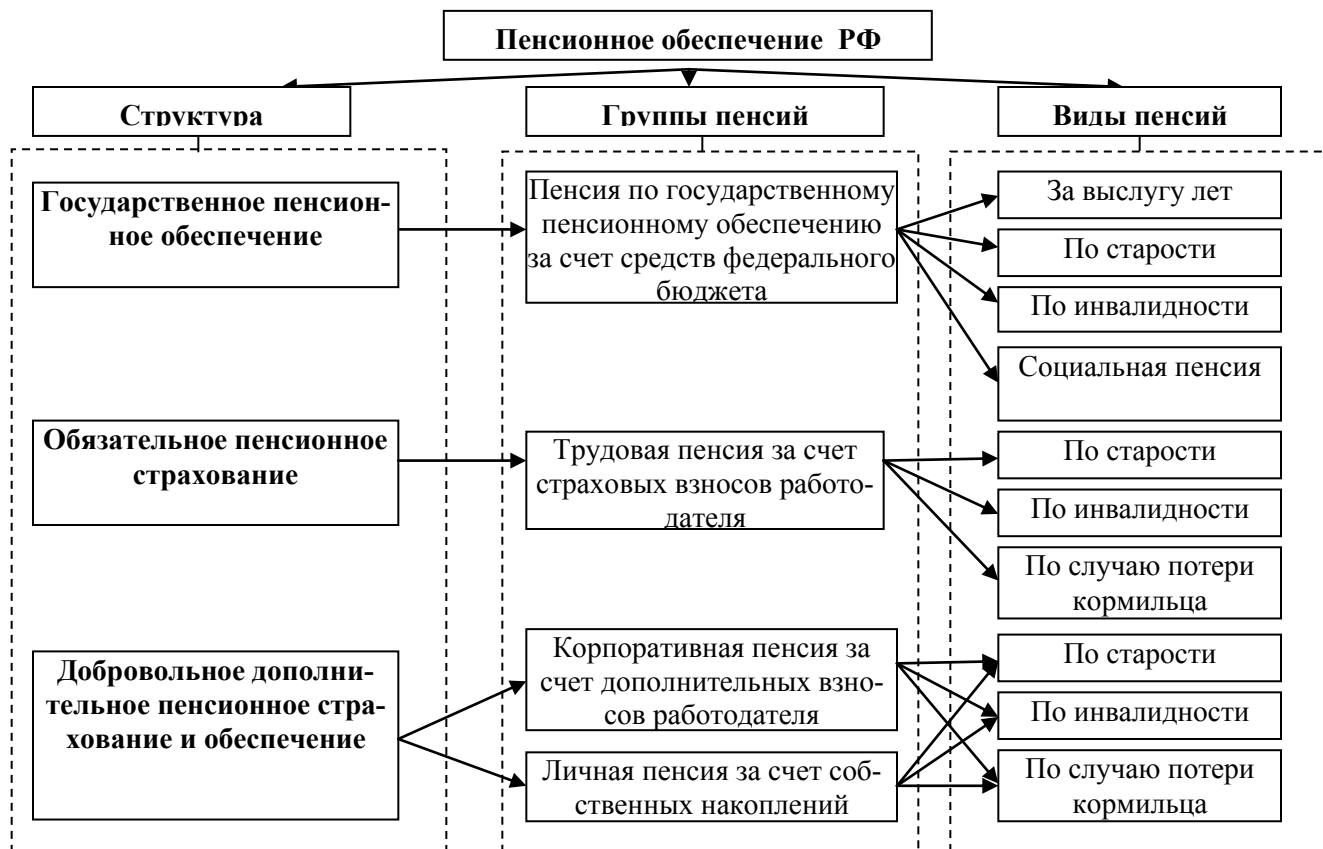 Пенсионное обеспечение РФ
Структура
Группы пенсий
Виды пенсий
Государственное пенсион-
ное обеспечение
Пенсия по государственному
пенсионному обеспечению
за счет средств федерального
бюджета
За выслугу лет
По старости
По инвалидности
Социальная пенсия
Обязательное пенсионное
страхование
Трудовая пенсия за счет
страховых взносов работо-
дателя
По старости
По инвалидности
По случаю потери
кормильца
Добровольное дополни-
тельное пенсионное стра-
хование и обеспечение
Корпоративная пенсия за
счет дополнительных взно-
сов работодателя
Личная пенсия за счет соб-
ственных накоплений
По старости
По инвалидности
По случаю потери
кормильца